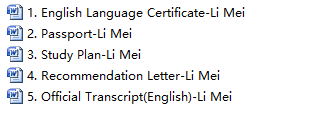 1. English Language Certificate-Li Mei
2. Passport-Li Mei
3. Study Plan-Li Mei
4. Recommendation Letter-Li Mei
5. Official Transcript(English)-Li Mei